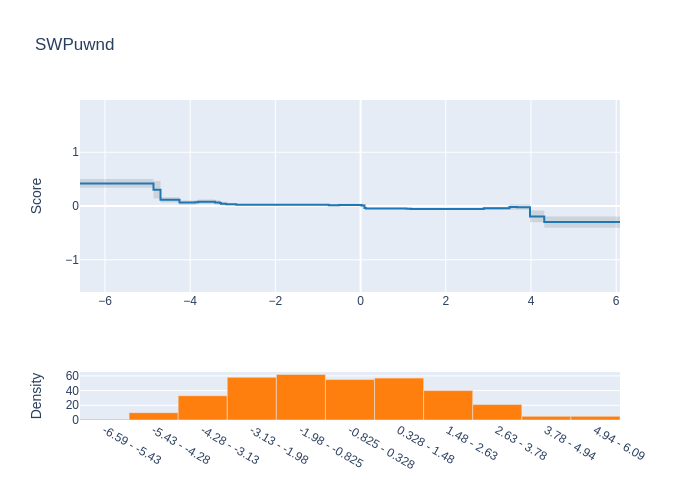 SWPuwnd
Score
1
0
−1
−6
−4
−2
0
2
4
6
Density
60
40
20
0
-6.59 - -5.43
-5.43 - -4.28
-4.28 - -3.13
-3.13 - -1.98
-1.98 - -0.825
-0.825 - 0.328
0.328 - 1.48
1.48 - 2.63
2.63 - 3.78
3.78 - 4.94
4.94 - 6.09